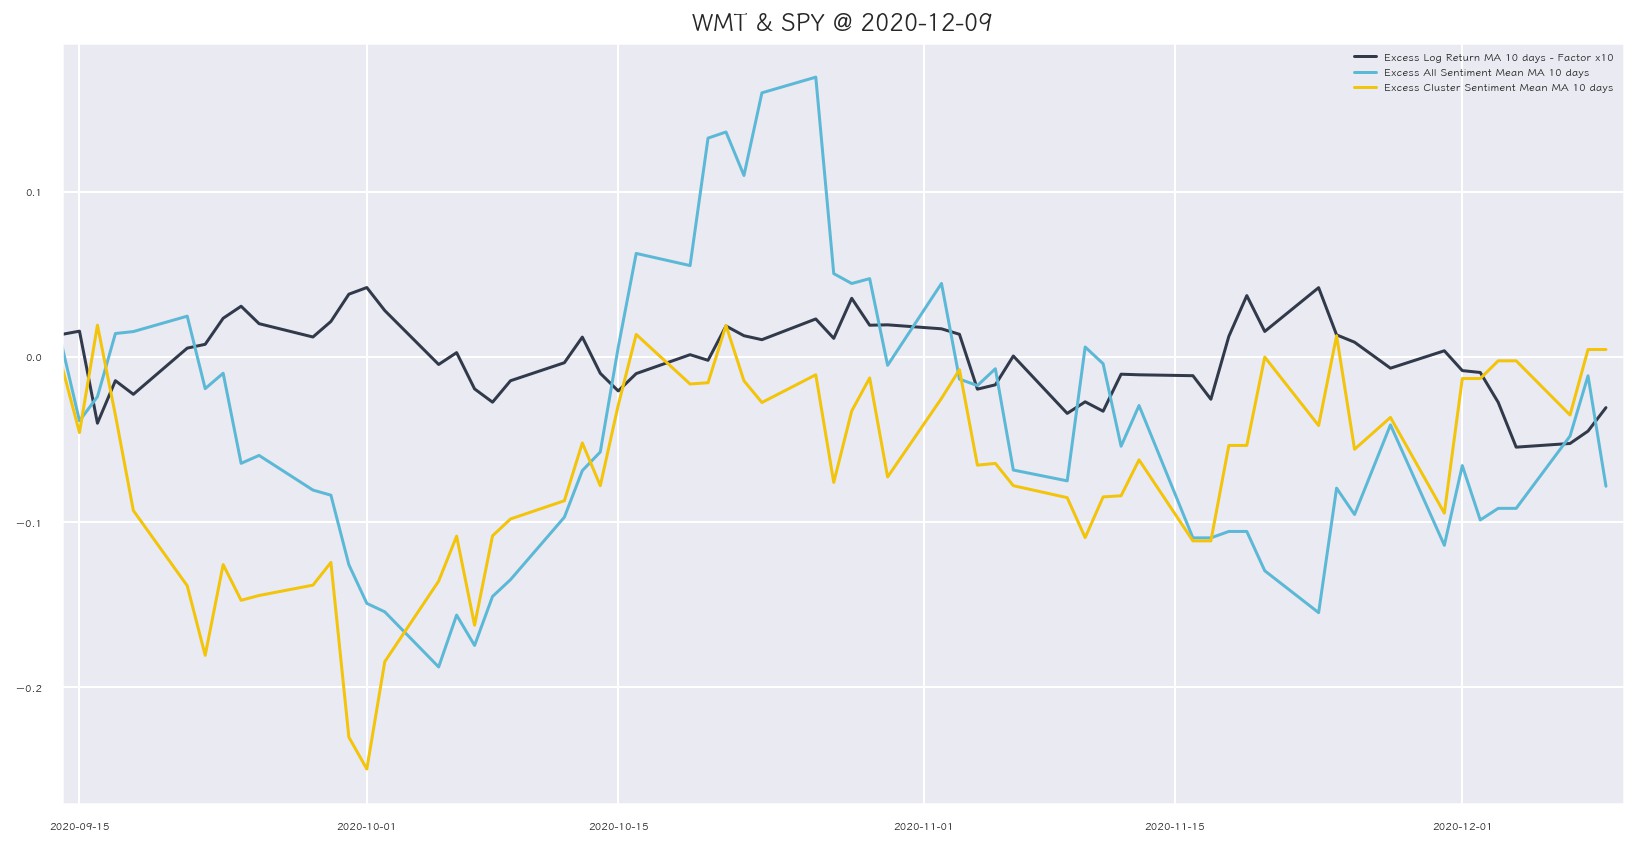 WMT & SPY @ 2020-12-09
Excess Log Return MA 10 days - Factor x10
Excess All Sentiment Mean MA 10 days
Excess Cluster Sentiment Mean MA 10 days
0.1
0.0
−0.1
−0.2
2020-09-15
2020-10-01
2020-10-15
2020-11-01
2020-11-15
2020-12-01